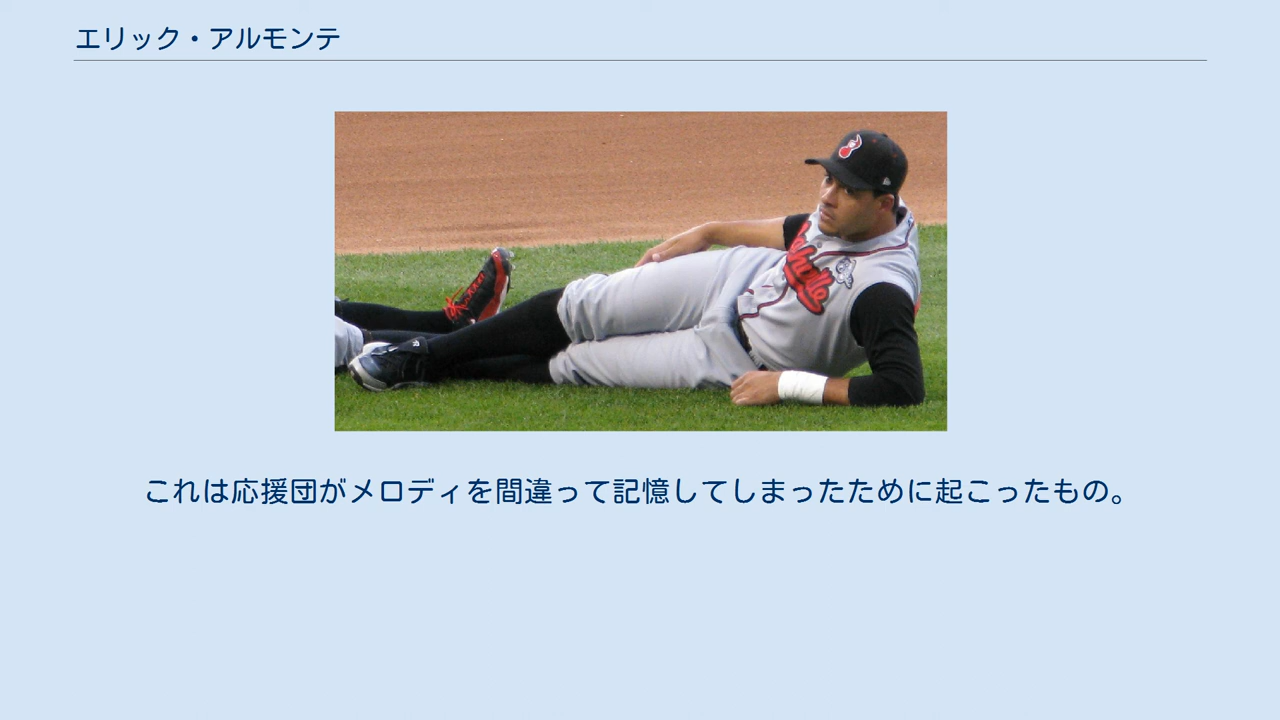 エリック・アルモンテ
これは応援団がメロディを間違って記憶してしまったために起こったもの。